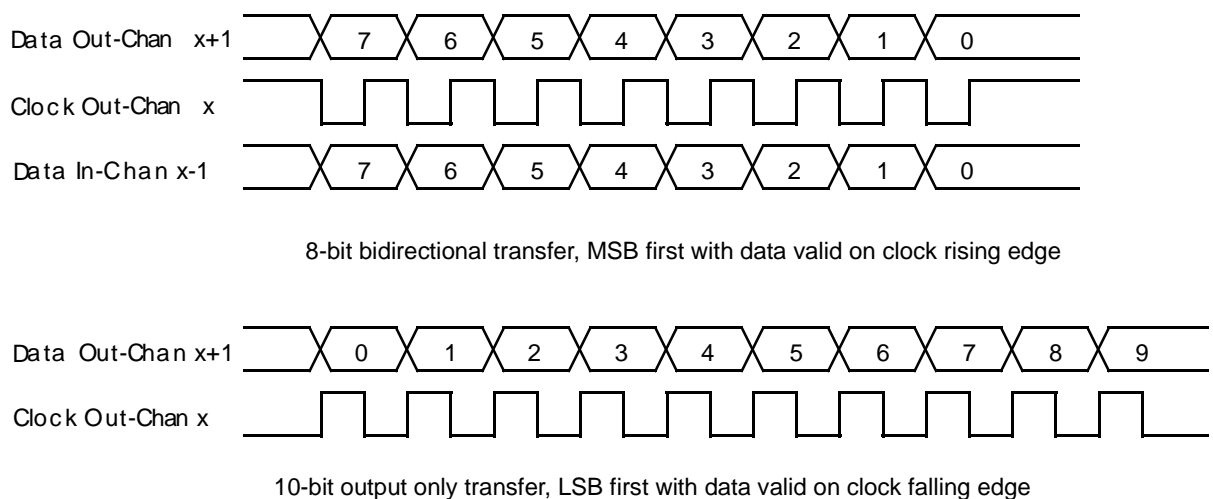 Data Out-Chan x+1 7 6 5 4 3 2 1 0
Clock Out-Chan x
Data In-Chan x-1 7 6 5 4 3 2 1 0
8-bit bidirectional transfer, MSB first with data valid on clock rising edge
Data Out-Chan x+1 0 1 2 3 4 5 6 7 8 9
Clock Out-Chan x
10-bit output only transfer, LSB first with data valid on clock falling edge